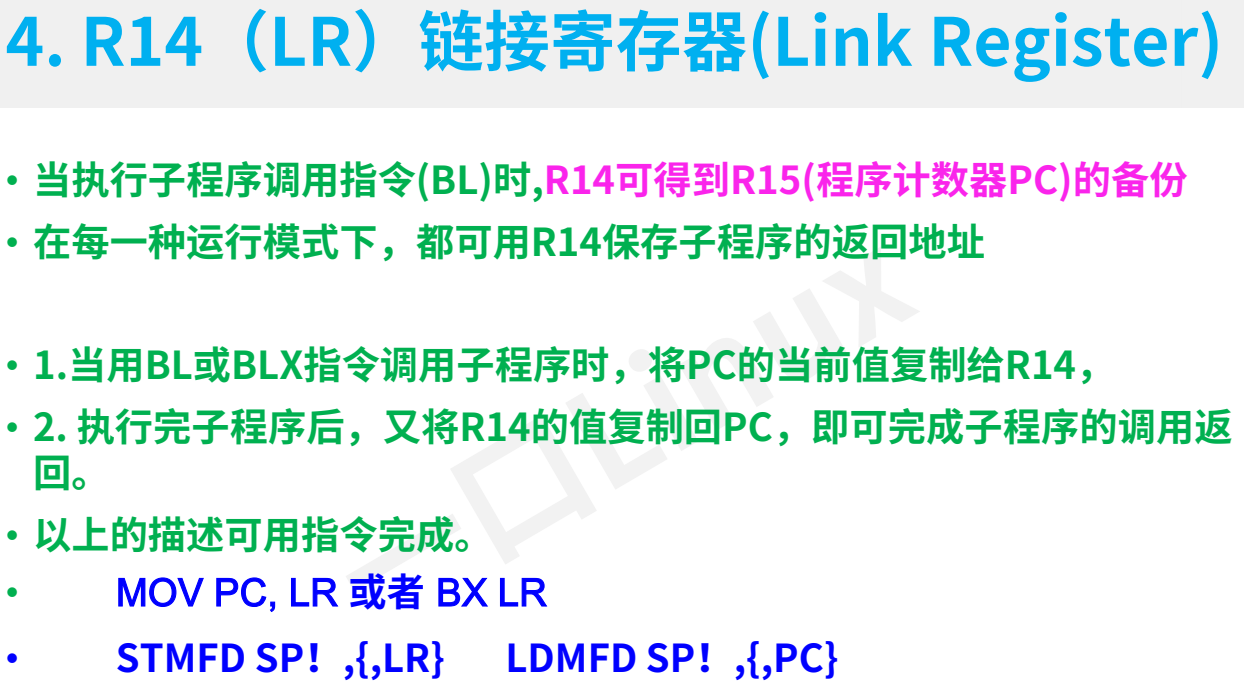 4. R14（LR）链接寄存器(Link Register)
• 当执行子程序调用指令(BL)时,R14可得到R15(程序计数器PC)的备份
• 在每一种运行模式下，都可用R14保存子程序的返回地址
• 1.当用BL或BLX指令调用子程序时，将PC的当前值复制给R14，
• 2. 执行完子程序后，又将R14的值复制回PC，即可完成子程序的调用返
回。
• 以上的描述可用指令完成。
• MOV PC, LR 或者 BX LR
• STMFD SP！,{,LR} LDMFD SP！,{,PC}
一口Linux